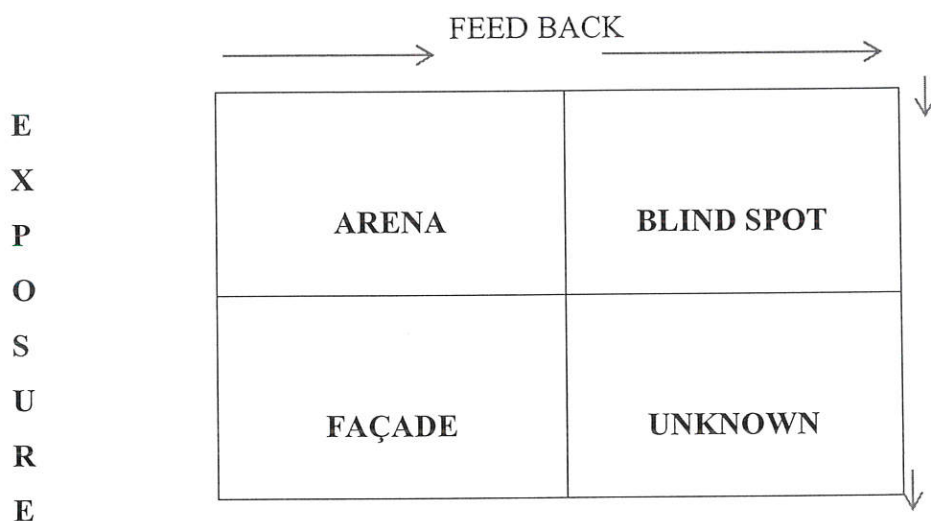 FEED BACK
E
X
P
O
S
U
R
E
ARENA
BLIND SPOT
FAÇADE
UNKNOWN